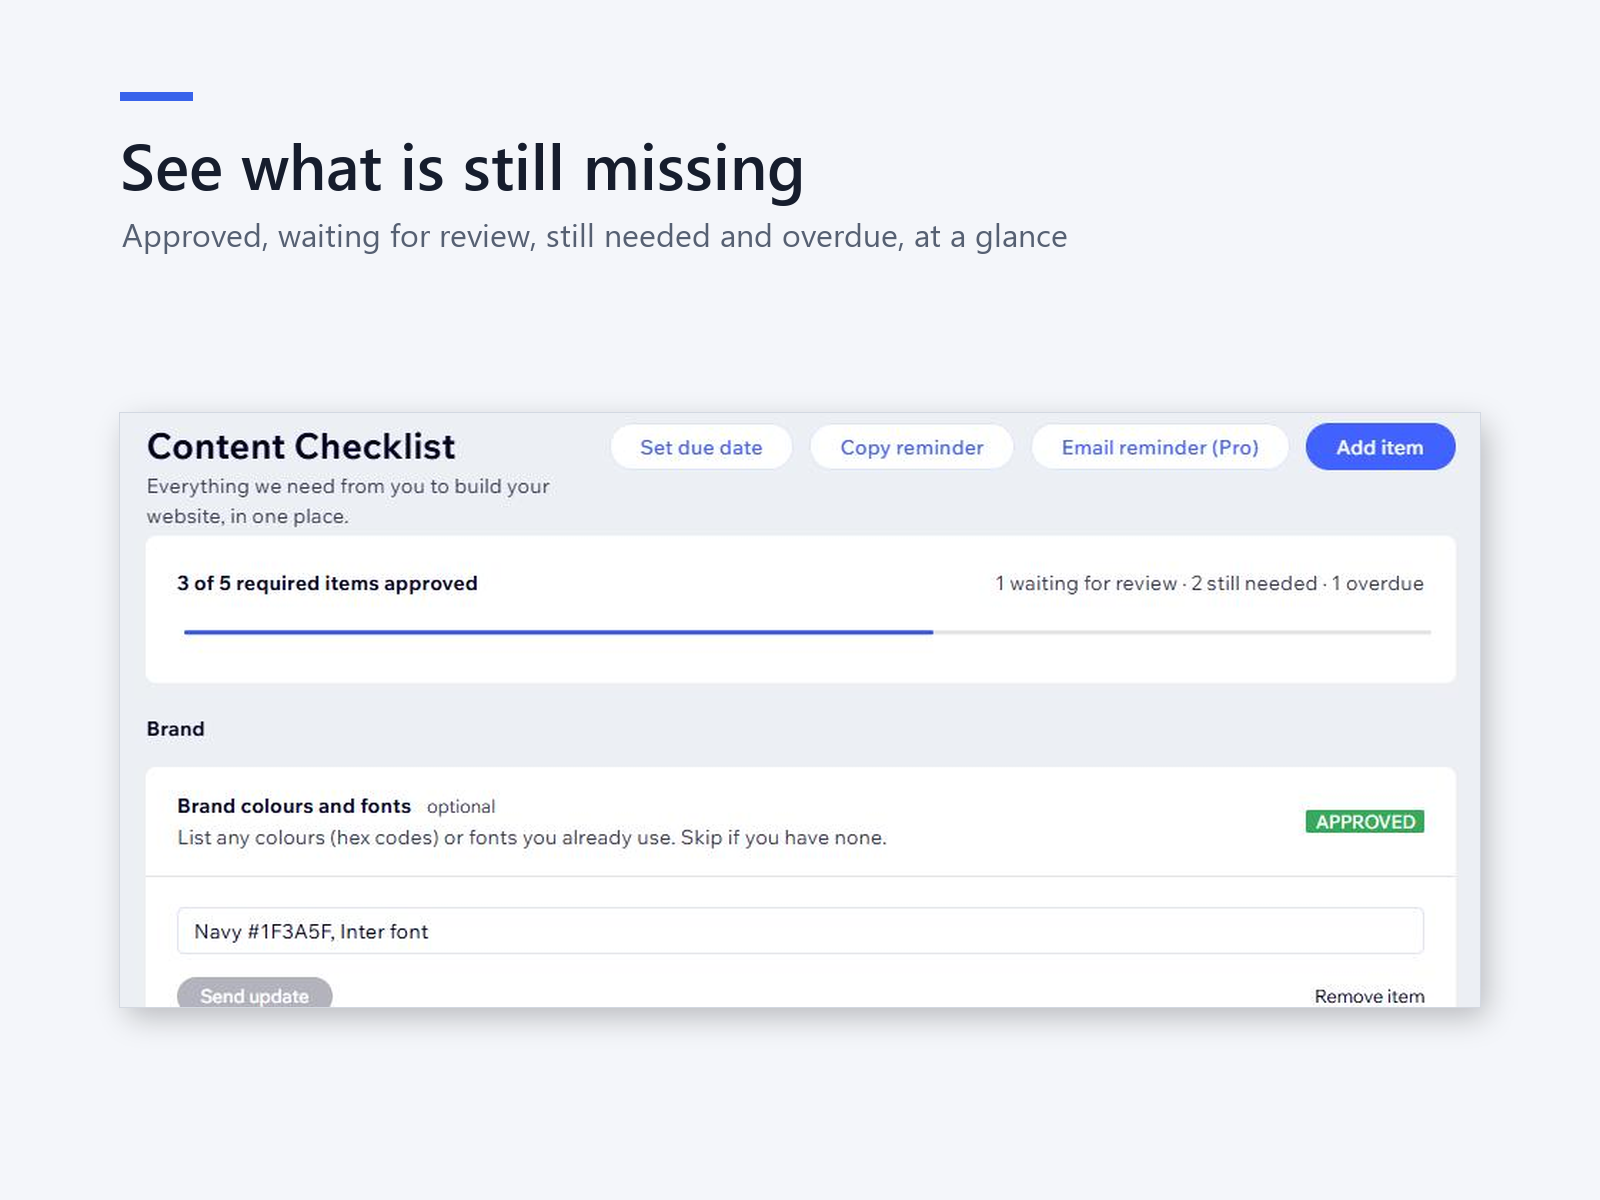 See what is still missing
Approved, waiting for review, still needed and overdue, at a glance
Content Checklist
Set due date
Copy reminder
Email reminder (Pro)
Add item
Everything we need from you to build your
website, in one place.
3 of 5 required items approved
1 waiting for review · 2 still needed · 1 overdue
Brand
Brand colours and fonts optional
List any colours (hex codes) or fonts you already use. Skip if you have none.
APPROVED
Navy #1F3A5F, Inter font
Send update
Remove item